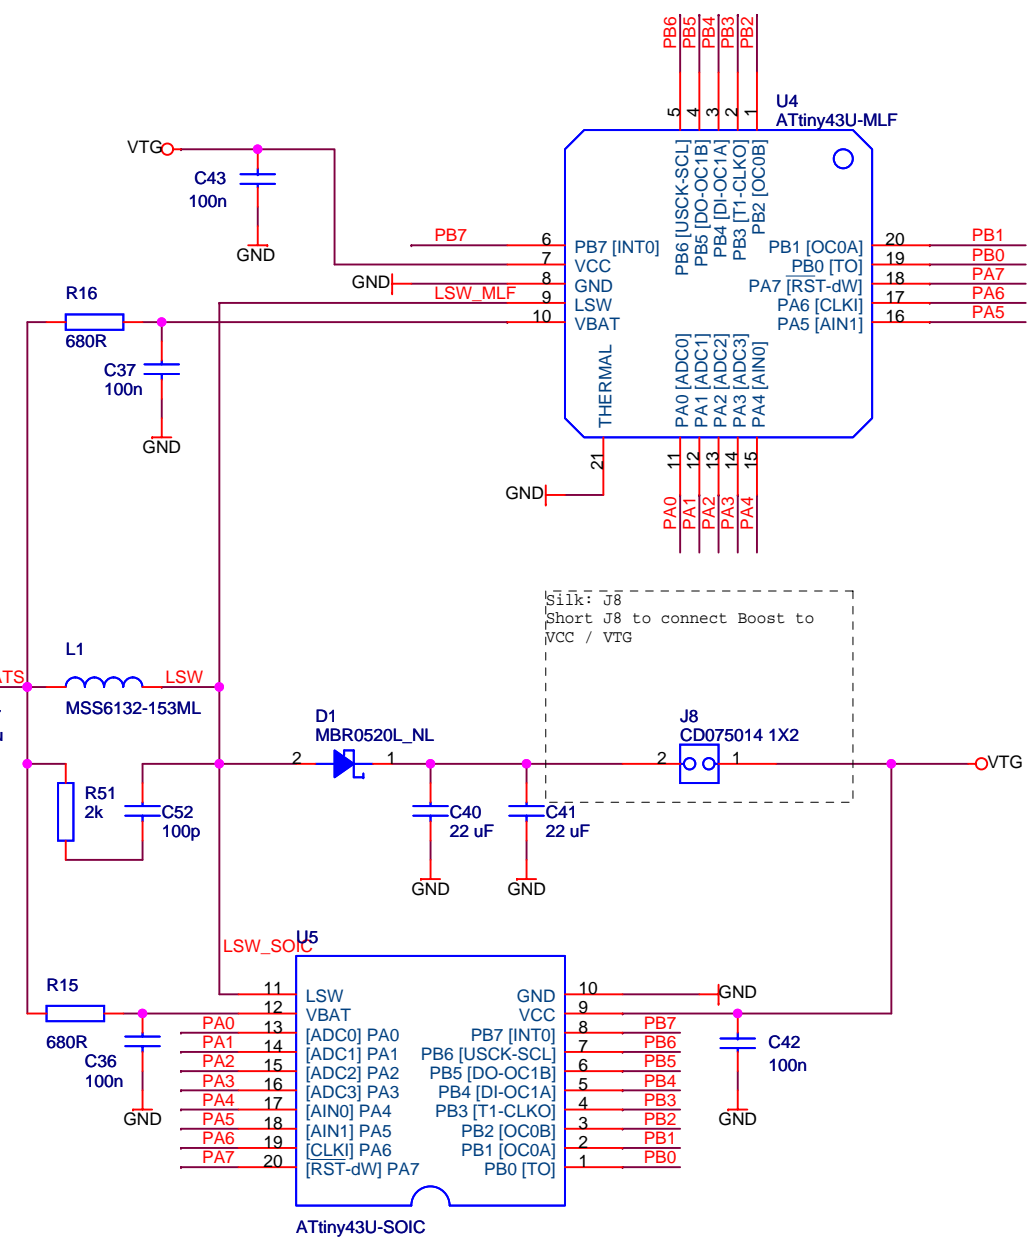 PB6
PB5
PB4
PB3
PB2
5
4
3
2
1
U4
ATtiny43U-MLF
VTG
C43
100n
GND
PB6 [USCK-SCL]
PB5 [DO-OC1B]
PB4 [DI-OC1A]
PB3 [T1-CLKO]
PB2 [OC0B]
PB7
6
PB7 [INT0]
7
VCC
GND
8
GND
LSW_MLF
9
LSW
10
VBAT
PB1 [OC0A]
20
PB1
PB0 [TO]
19
PB0
PA7 [RST-dW]
18
PA7
PA6 [CLKI]
17
PA6
PA5 [AIN1]
16
PA5
R16
680R
C37
100n
GND
THERMAL
PA0 [ADC0]
PA1 [ADC1]
PA2 [ADC2]
PA3 [ADC3]
PA4 [AIN0]
21
11
12
13
14
15
GND
PA0
PA1
PA2
PA3
PA4
Silk: J8
Short J8 to connect Boost to
VCC / VTG
L1
ATS
LSW
MSS6132-153ML
D1
MBR0520L_NL
2
1
J8
CD075014 1X2
2
1
VTG
R51
2k
C52
100p
C40
22 uF
C41
22 uF
GND
GND
U5
LSW_SOIC
11
LSW
12
VBAT
R15
680R
C36
100n
GND
PA0
13
[ADC0] PA0
PA1
14
[ADC1] PA1
PA2
15
[ADC2] PA2
PA3
16
[ADC3] PA3
PA4
17
[AIN0] PA4
PA5
18
[AIN1] PA5
PA6
19
[CLKI] PA6
PA7
20
[RST-dW] PA7
GND
10
GND
VCC
9
PB7 [INT0]
8
PB7
PB6 [USCK-SCL]
7
PB6
PB5 [DO-OC1B]
6
PB5
PB4 [DI-OC1A]
5
PB4
PB3 [T1-CLKO]
4
PB3
PB2 [OC0B]
3
PB2
PB1 [OC0A]
2
PB1
PB0 [TO]
1
PB0
C42
100n
GND
ATtiny43U-SOIC